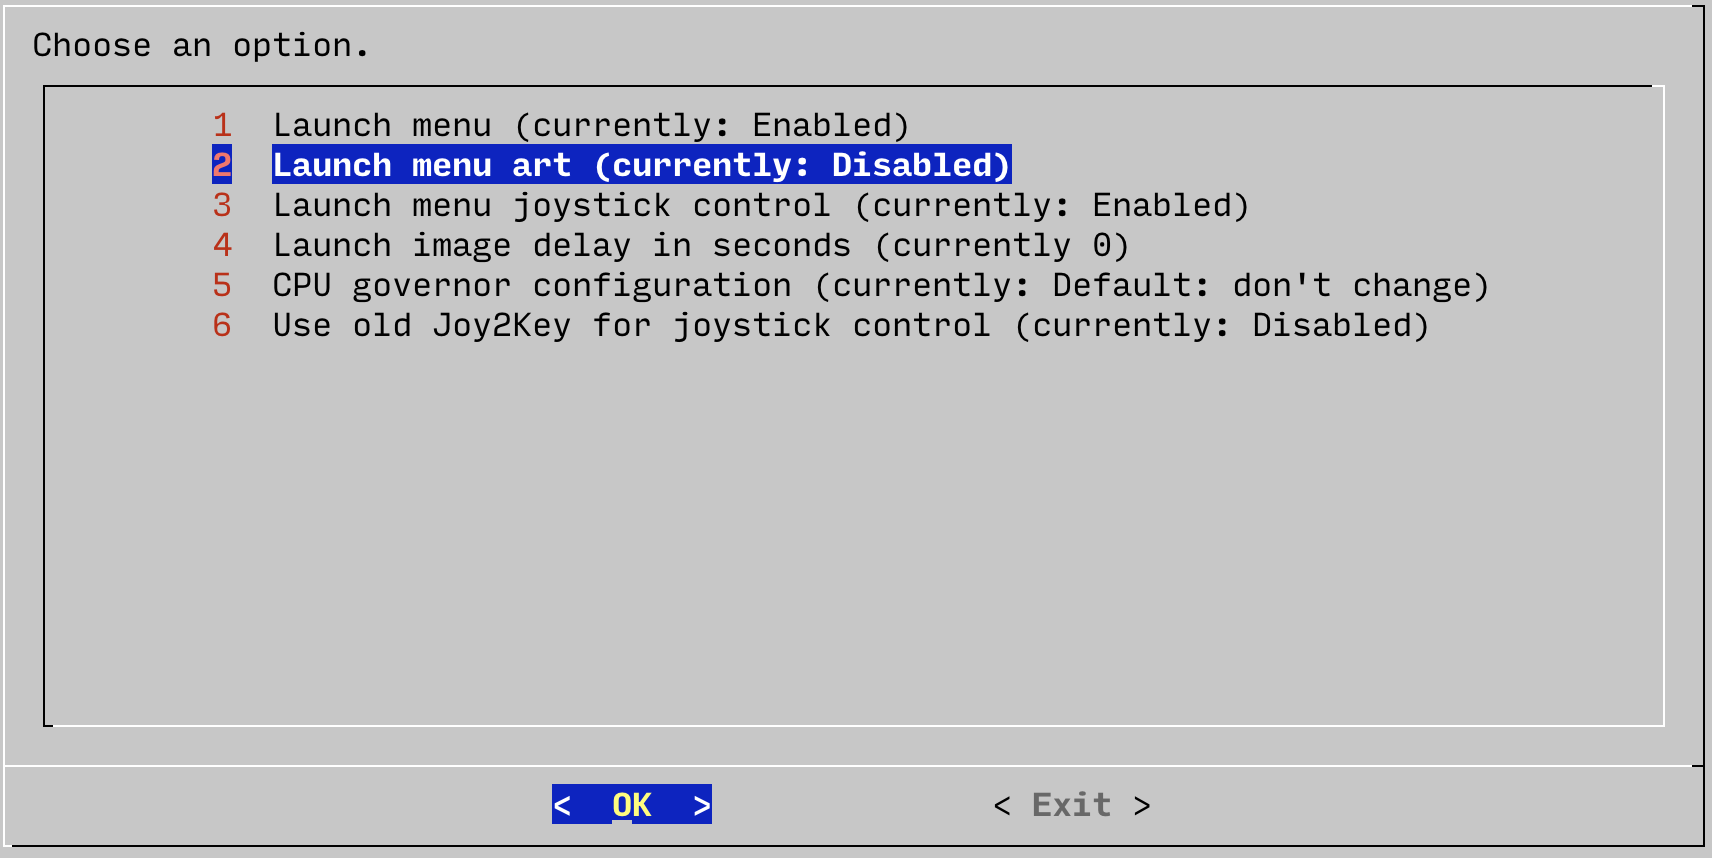 Choose an option.
1 Launch menu (currently: Enabled)
2 Launch menu art (currently: Disabled)
3 Launch menu joystick control (currently: Enabled)
4 Launch image delay in seconds (currently 0)
5 CPU governor configuration (currently: Default: don't change)
6 Use old Joy2Key for joystick control (currently: Disabled)
< OK > < Exit >